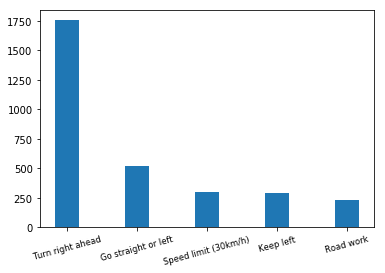 1750
1500
1250
1000
750
500
250
0
Turn right ahead
Go straight or left
Speed limit (30km/h)
Keep left
Road work